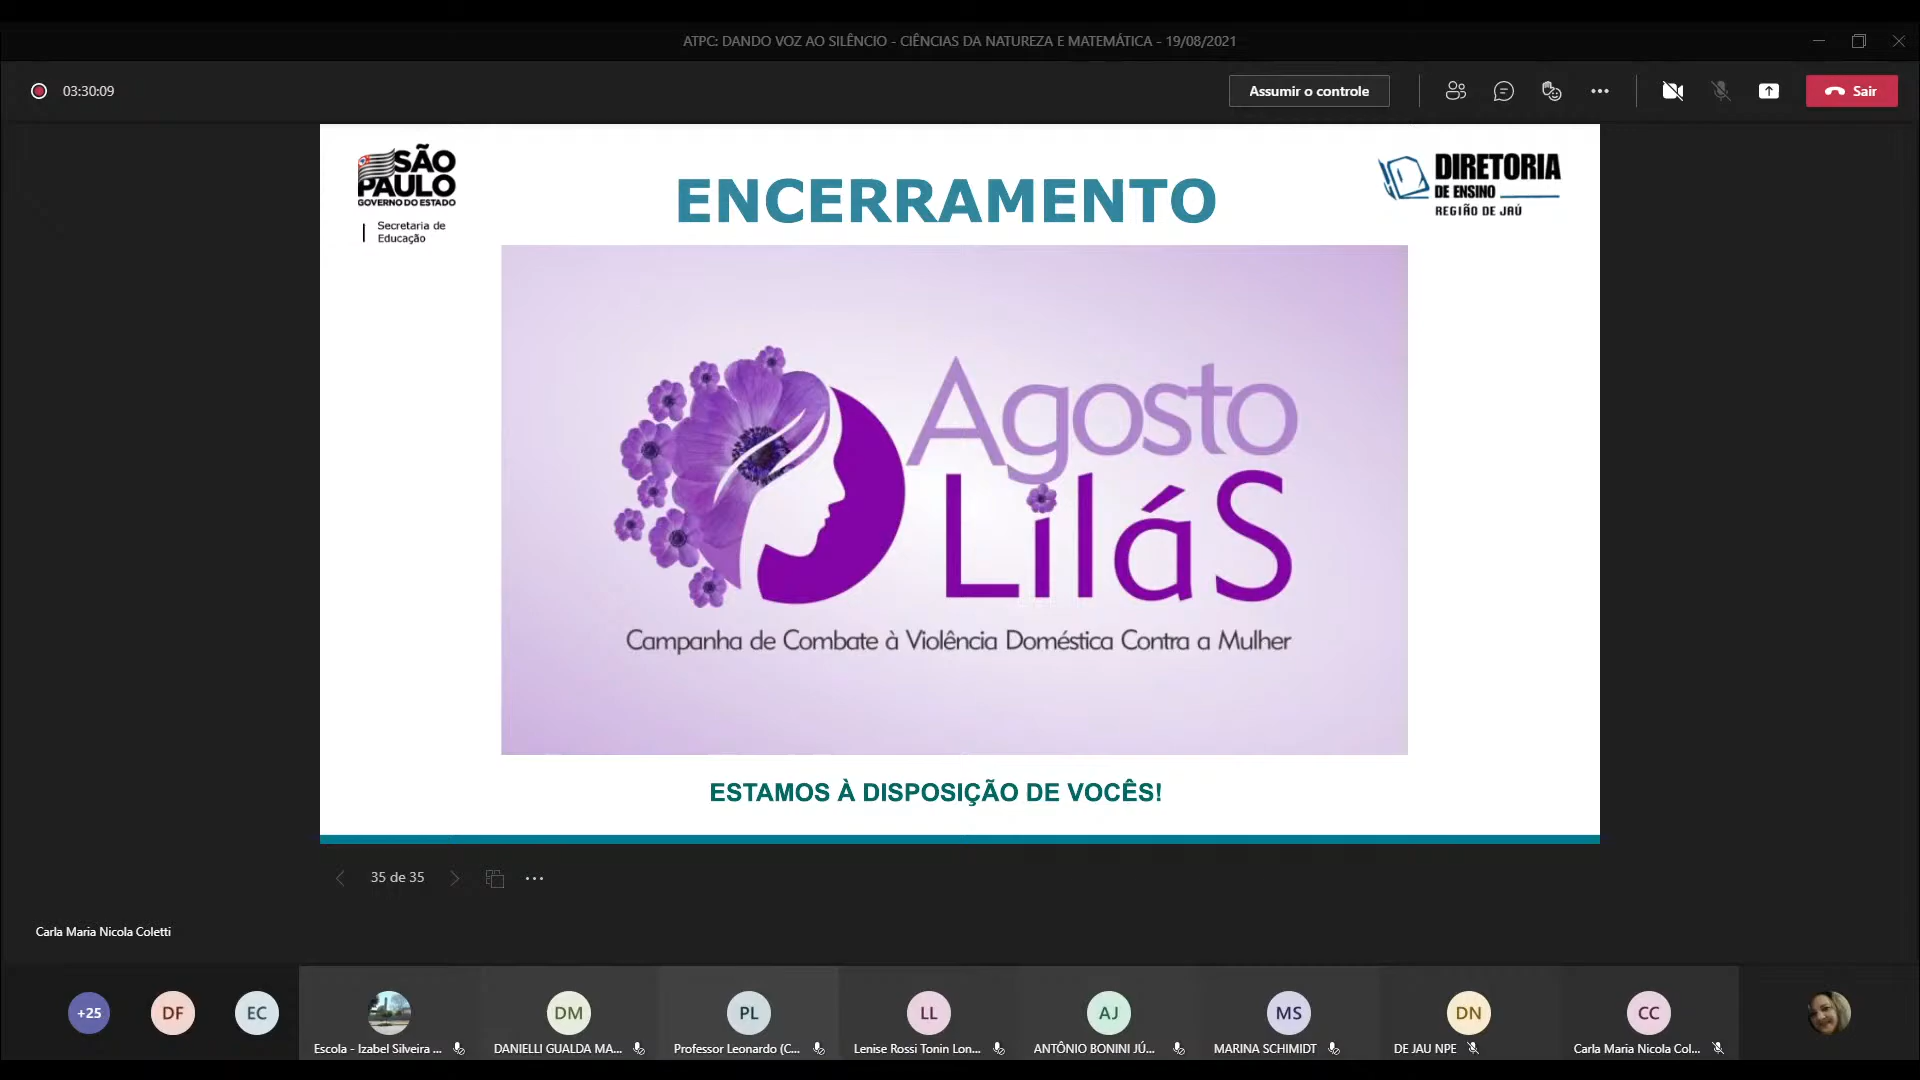 ATPC: DANDO VOZ AO SILÊNCIO - CIÊNCIAS DA NATUREZA E MATEMÁTICA - 19/08/2021
03:30:09
Assumir o controle
Sair
SÃO
PAULO
GOVERNO DO ESTADO
Secretaria de
Educação
ENCERRAMENTO
DIRETORIA
DE ENSINO
REGIÃO DE JAÚ
Agosto
LiláS
Campanha de Combate à Violência Doméstica Contra a Mulher
ESTAMOS À DISPOSIÇÃO DE VOCÊS!
35 de 35
Carla Maria Nicola Coletti
+25
DF
EC
DM
PL
LL
AJ
MS
DN
CC
Escola - Izabel Silveira ...
DANIELLI GUALDA MA...
Professor Leonardo (C...
Lenise Rossi Tonin Lon...
ANTÔNIO BONINI JÚ...
MARINA SCHIMIDT
DE JAU NPE
Carla Maria Nicola Col...